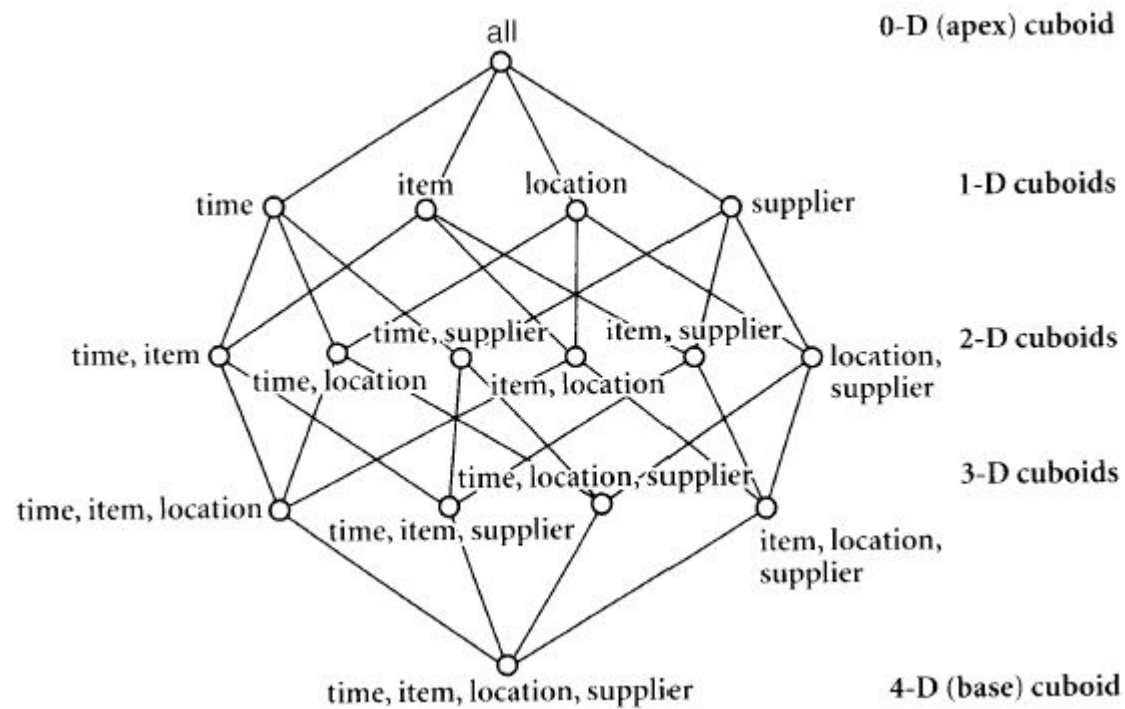 all
0-D (apex) cuboid
time
item
location
supplier
1-D cuboids
time, item
time, location
time, supplier
item, location
item, supplier
location,
supplier
2-D cuboids
time, item, location
time, item, supplier
time, location, supplier
item, location,
supplier
3-D cuboids
time, item, location, supplier
4-D (base) cuboid